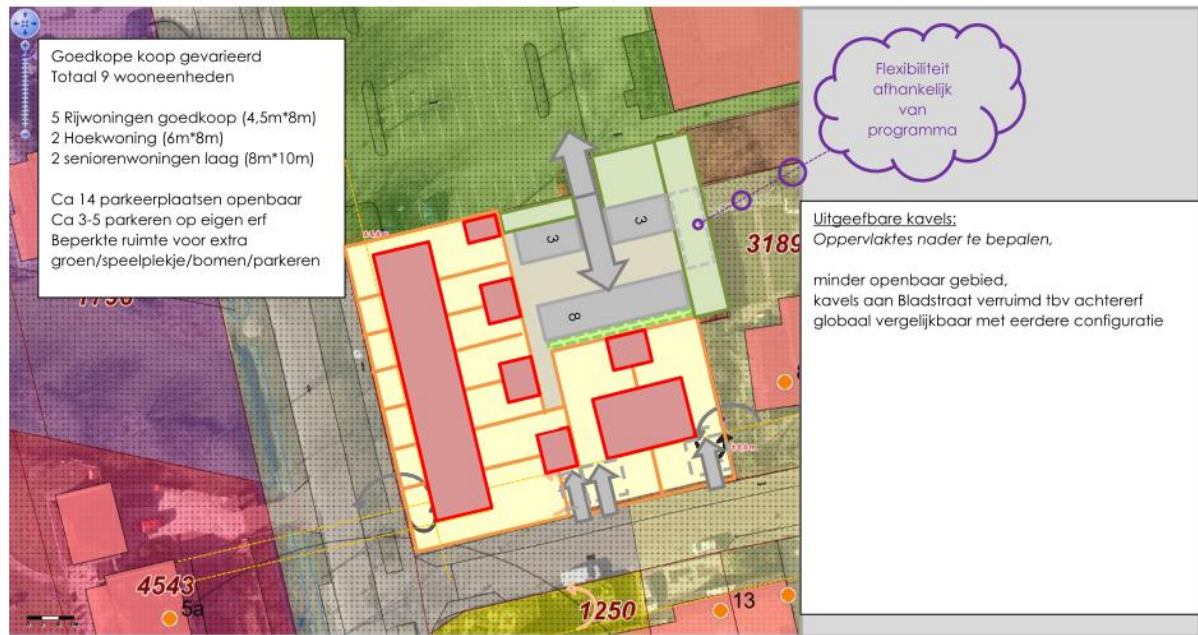 Goedkope koop gevarieerd
Totaal 9 wooneenheden
5 Rijwoningen goedkoop (4,5m*8m)
2 Hoekwoning (6m*8m)
2 seniorenwoningen laag (8m*10m)
Ca 14 parkeerplaatsen openbaar
Ca 3-5 parkeren op eigen erf
Beperkte ruimte voor extra
groen/speelplekje/bomen/parkeren
Flexibiliteit
afhankelijk
van
programma
Uitgeefbare kavels:
Oppervlaktes nader te bepalen,
minder openbaar gebied,
kavels aan Bladstraat verruimd tbv achtererf
globaal vergelijkbaar met eerdere configuratie
3
3
8
3189
4543
5a
1250
13